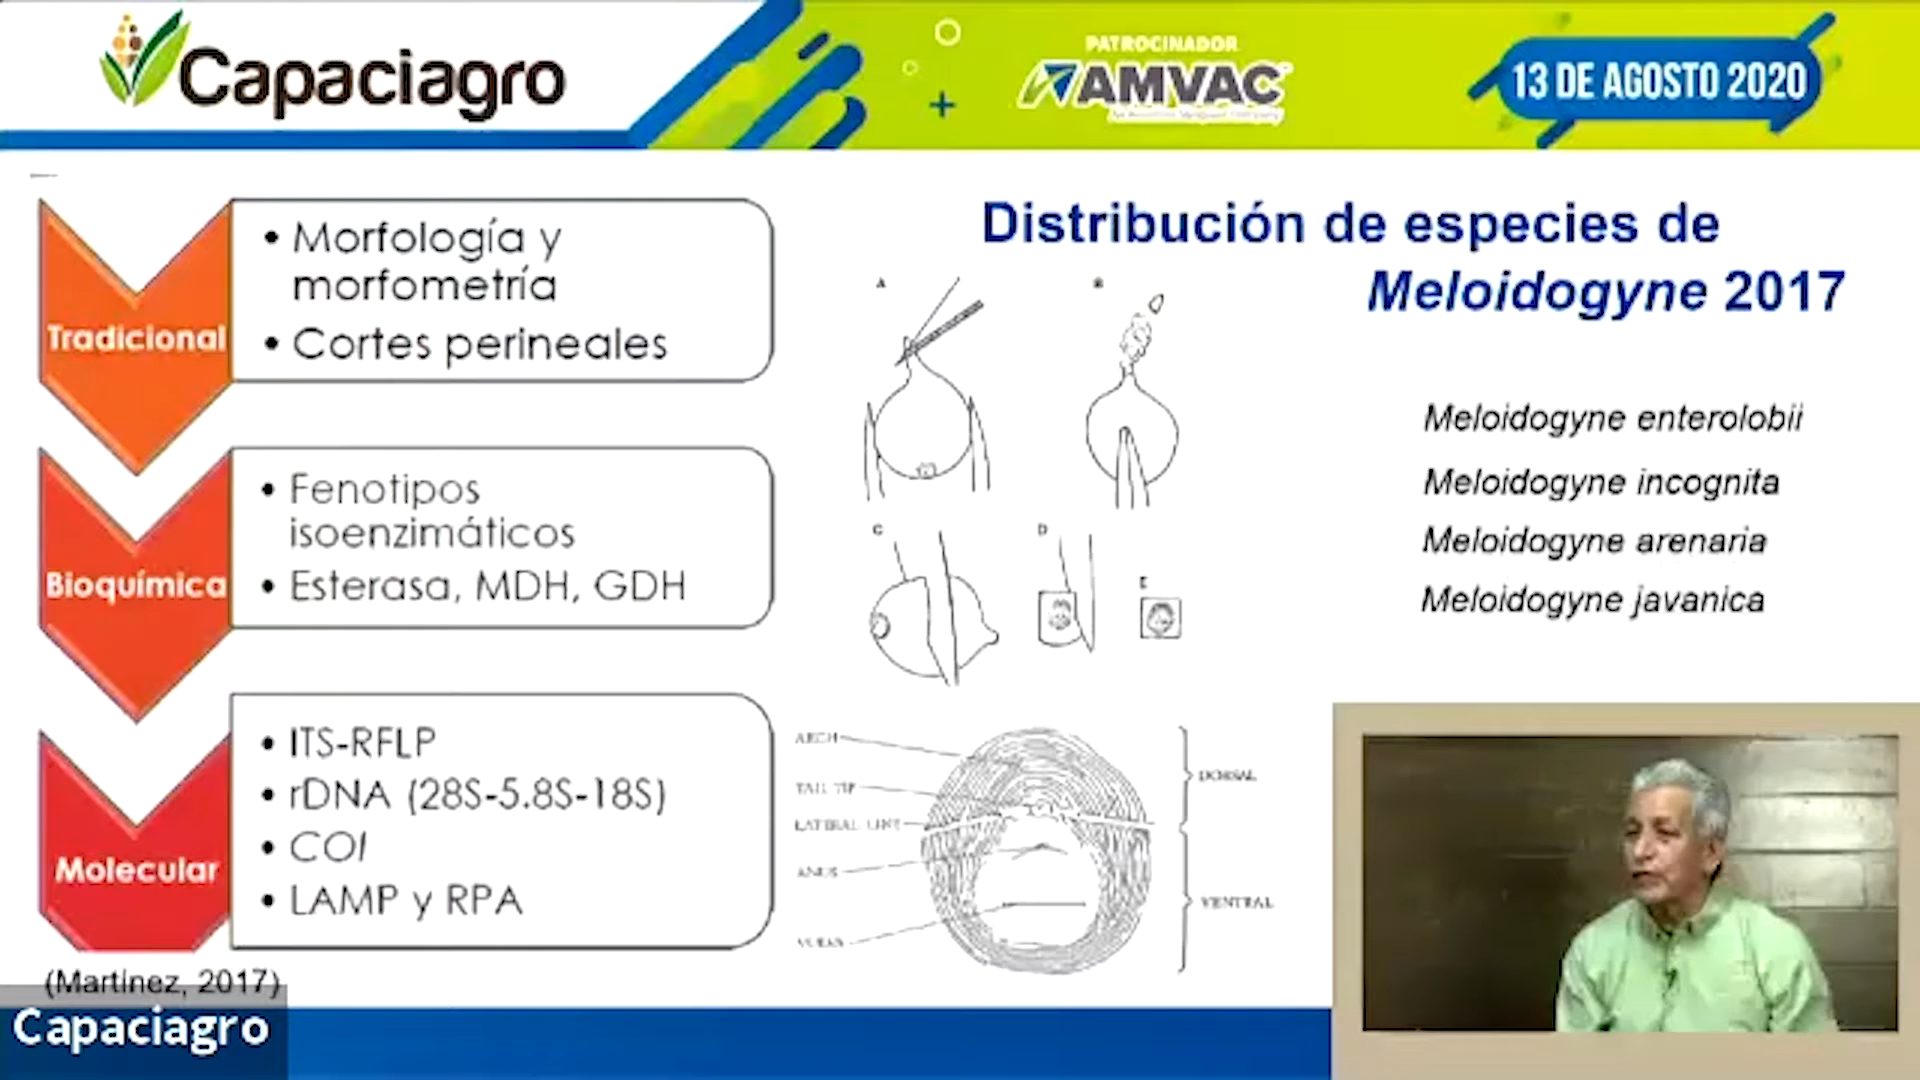 Capaciagro
PATROCINADOR
AMVAC
13 DE AGOSTO 2020
Distribución de especies de
Meloidogyne 2017
Tradicional
• Morfología y
morfometría
• Cortes perineales
Bioquímica
• Fenotipos
isoenzimáticos
• Esterasa, MDH, GDH
Molecular
• ITS-RFLP
• rDNA (28S-5.8S-18S)
• COI
• LAMP y RPA
(Martinez, 2017)
A
B
C
D
E
ARCH
TAIL TIP
LATERAL LINE
ANUS
VULVA
DORSAL
VENTRAL
Meloidogyne enterolobii
Meloidogyne incognita
Meloidogyne arenaria
Meloidogyne javanica
Capaciagro